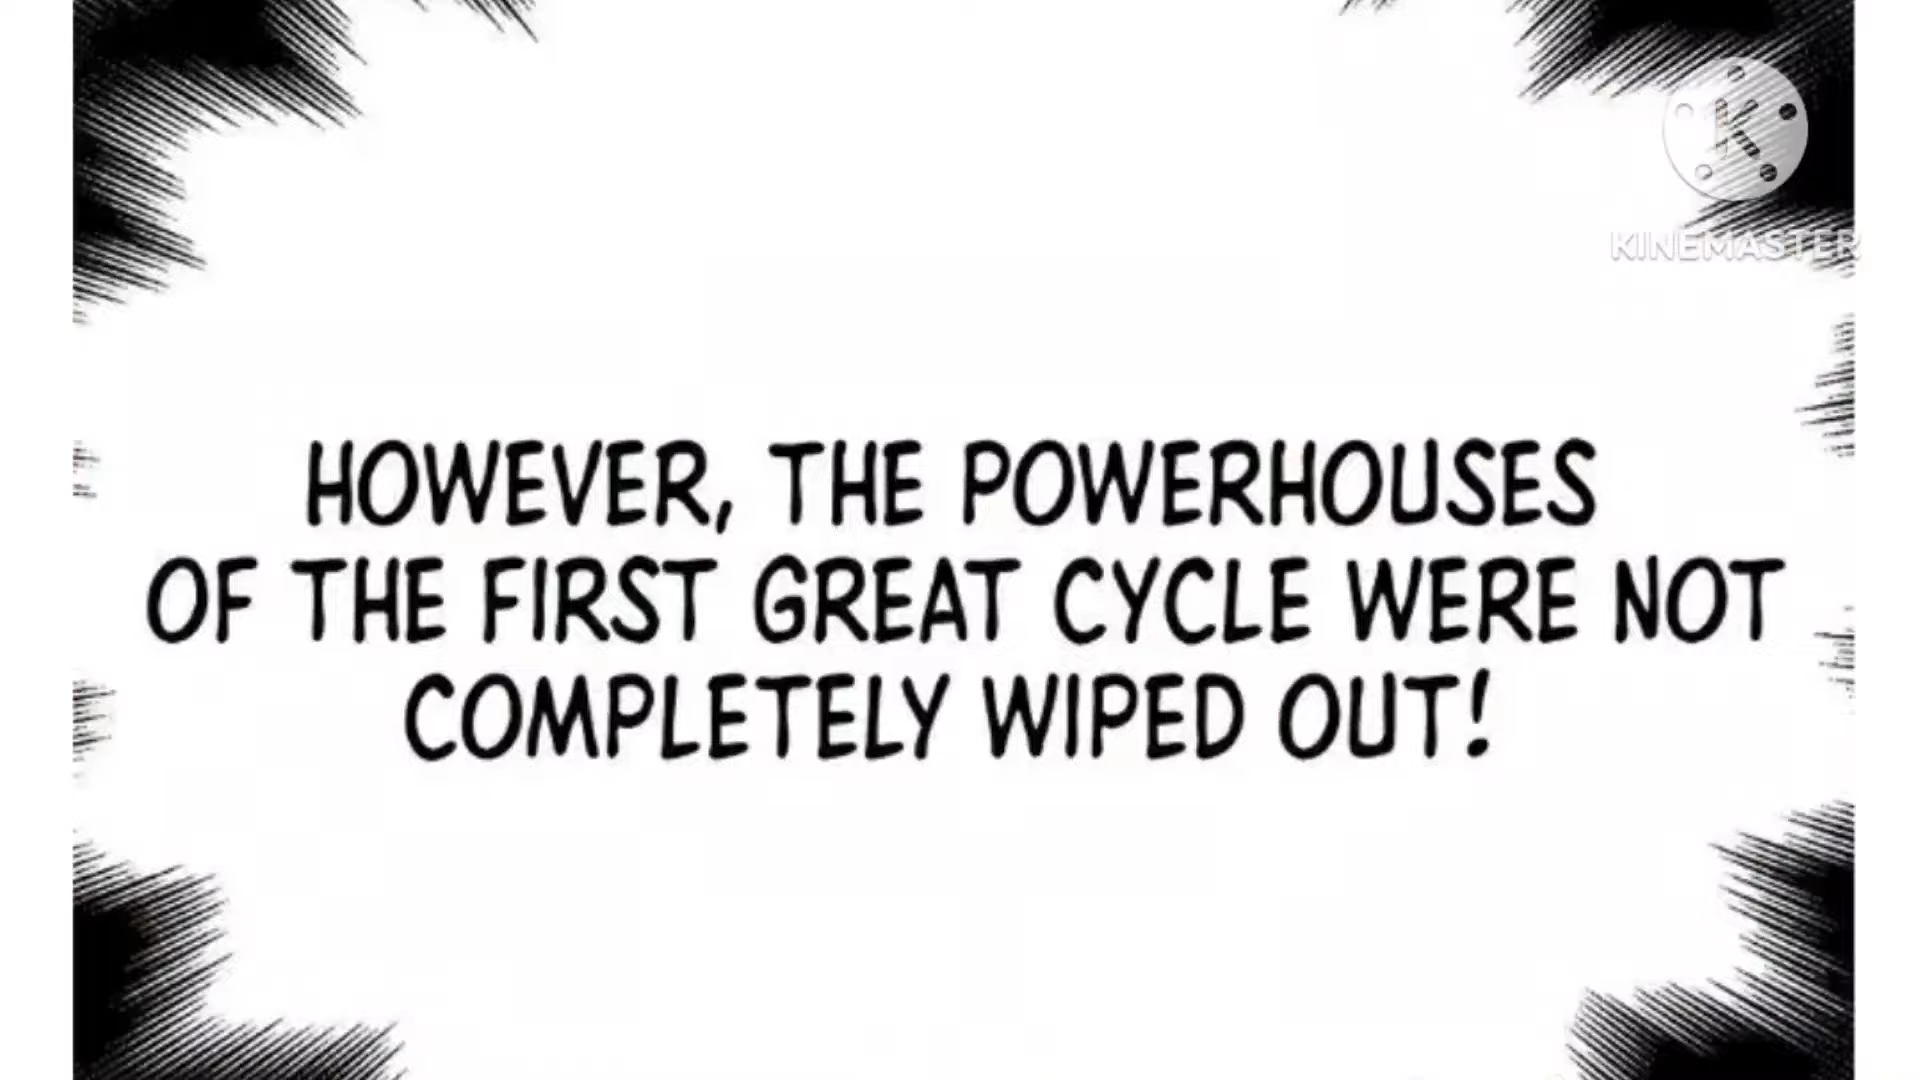 K
KINEMASTER
HOWEVER, THE POWERHOUSES
OF THE FIRST GREAT CYCLE WERE NOT
COMPLETELY WIPED OUT!